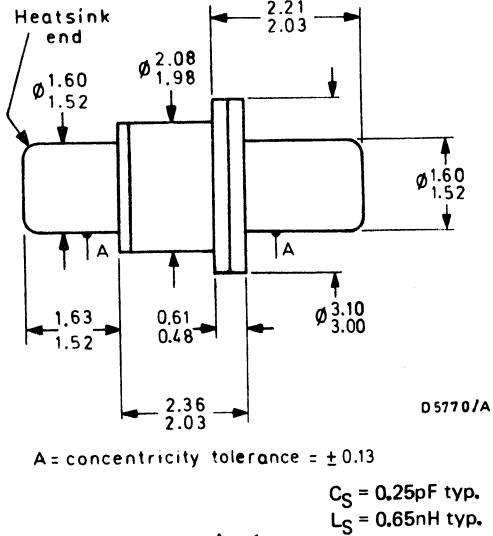 2.21
2.03
Heatsink
end
ø1.60
1.52
ø2.08
1.98
ø1.60
1.52
A
A
1.63
1.52
0.61
0.48
ø3.10
3.00
2.36
2.03
D5770/A
A = concentricity tolerance = ± 0.13
CS = 0.25pF typ.
LS = 0.65nH typ.